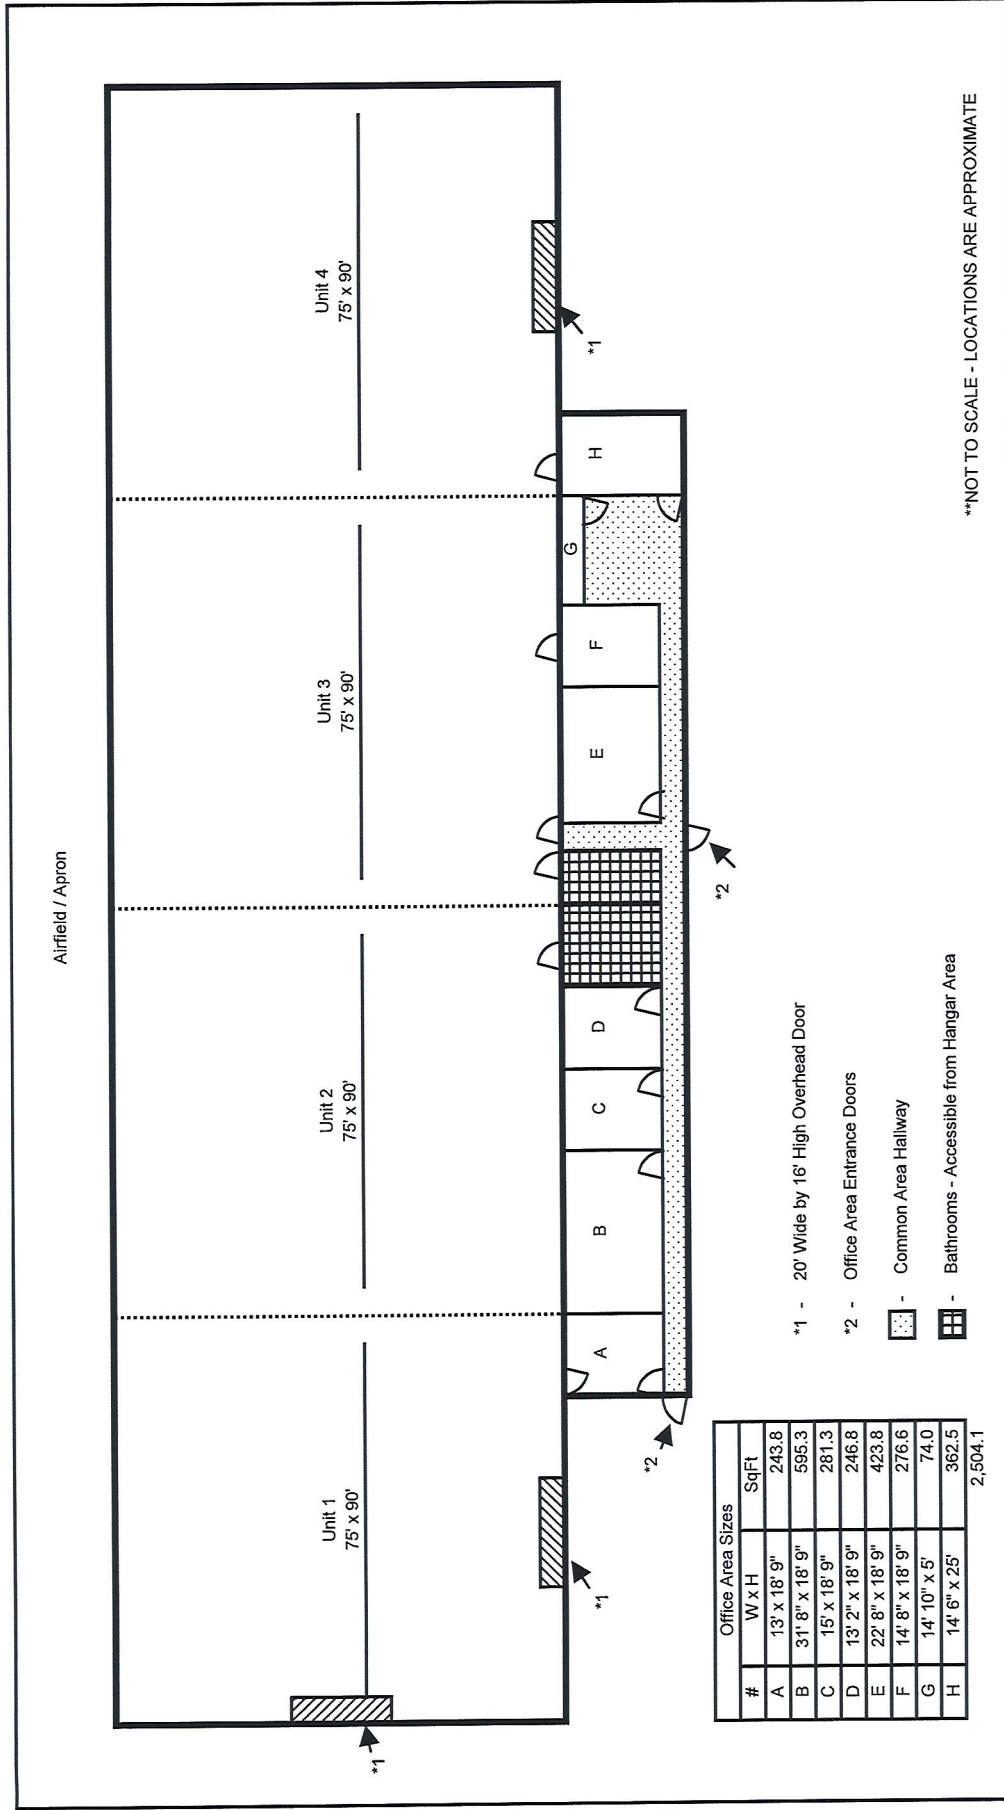 Airfield / Apron
Unit 1
75' x 90'
Unit 2
75' x 90'
Unit 3
75' x 90'
Unit 4
75' x 90'
*1
*1
*1
*2
*2
A
B
C
D
E
F
G
H
Office Area Sizes
# W x H SqFt
A 13' x 18' 9" 243.8
B 31' 8" x 18' 9" 595.3
C 15' x 18' 9" 281.3
D 13' 2" x 18' 9" 246.8
E 22' 8" x 18' 9" 423.8
F 14' 8" x 18' 9" 276.6
G 14' 10" x 5' 74.0
H 14' 6" x 25' 362.5
2,504.1
*1 - 20' Wide by 16' High Overhead Door
*2 - Office Area Entrance Doors
- Common Area Hallway
- Bathrooms - Accessible from Hangar Area
**NOT TO SCALE - LOCATIONS ARE APPROXIMATE